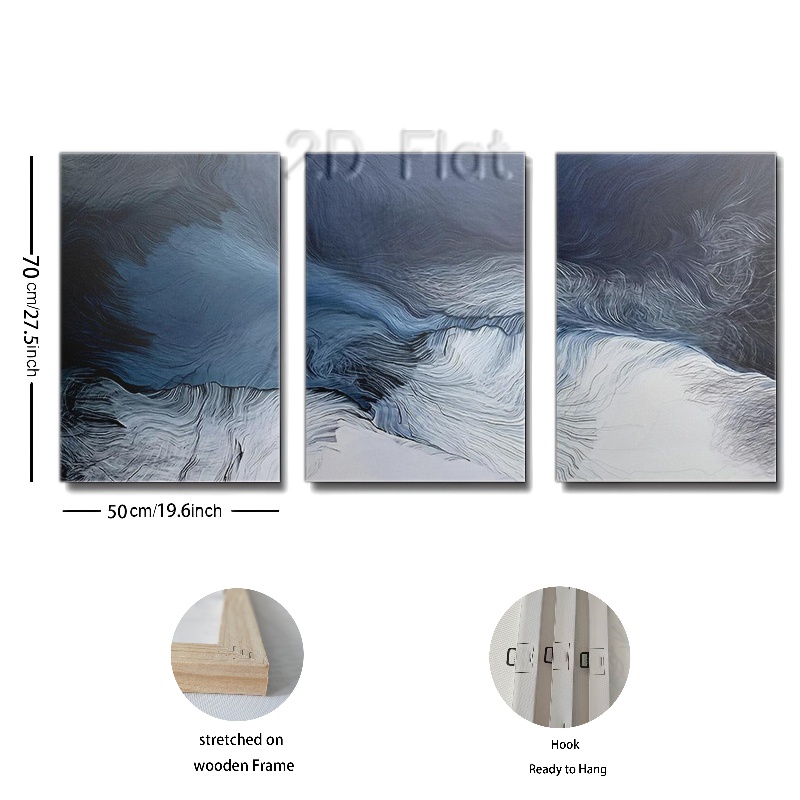 2D Flat
70 cm/27.5inch
50cm/19.6inch
stretched on
wooden Frame
Hook
Ready to Hang